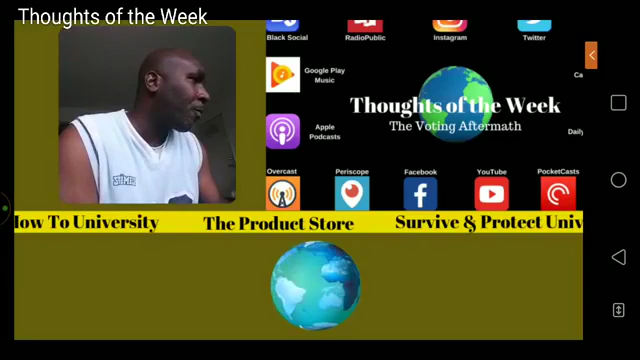 Thoughts of the Week
Black Social
RadioPublic
Instagram
Twitter
Google Play
Music
Ca
Thoughts of the Week
The Voting Aftermath
Apple
Podcasts
Daily
Overcast
Periscope
Facebook
YouTube
PocketCasts
How To University
The Product Store
Survive & Protect Univ